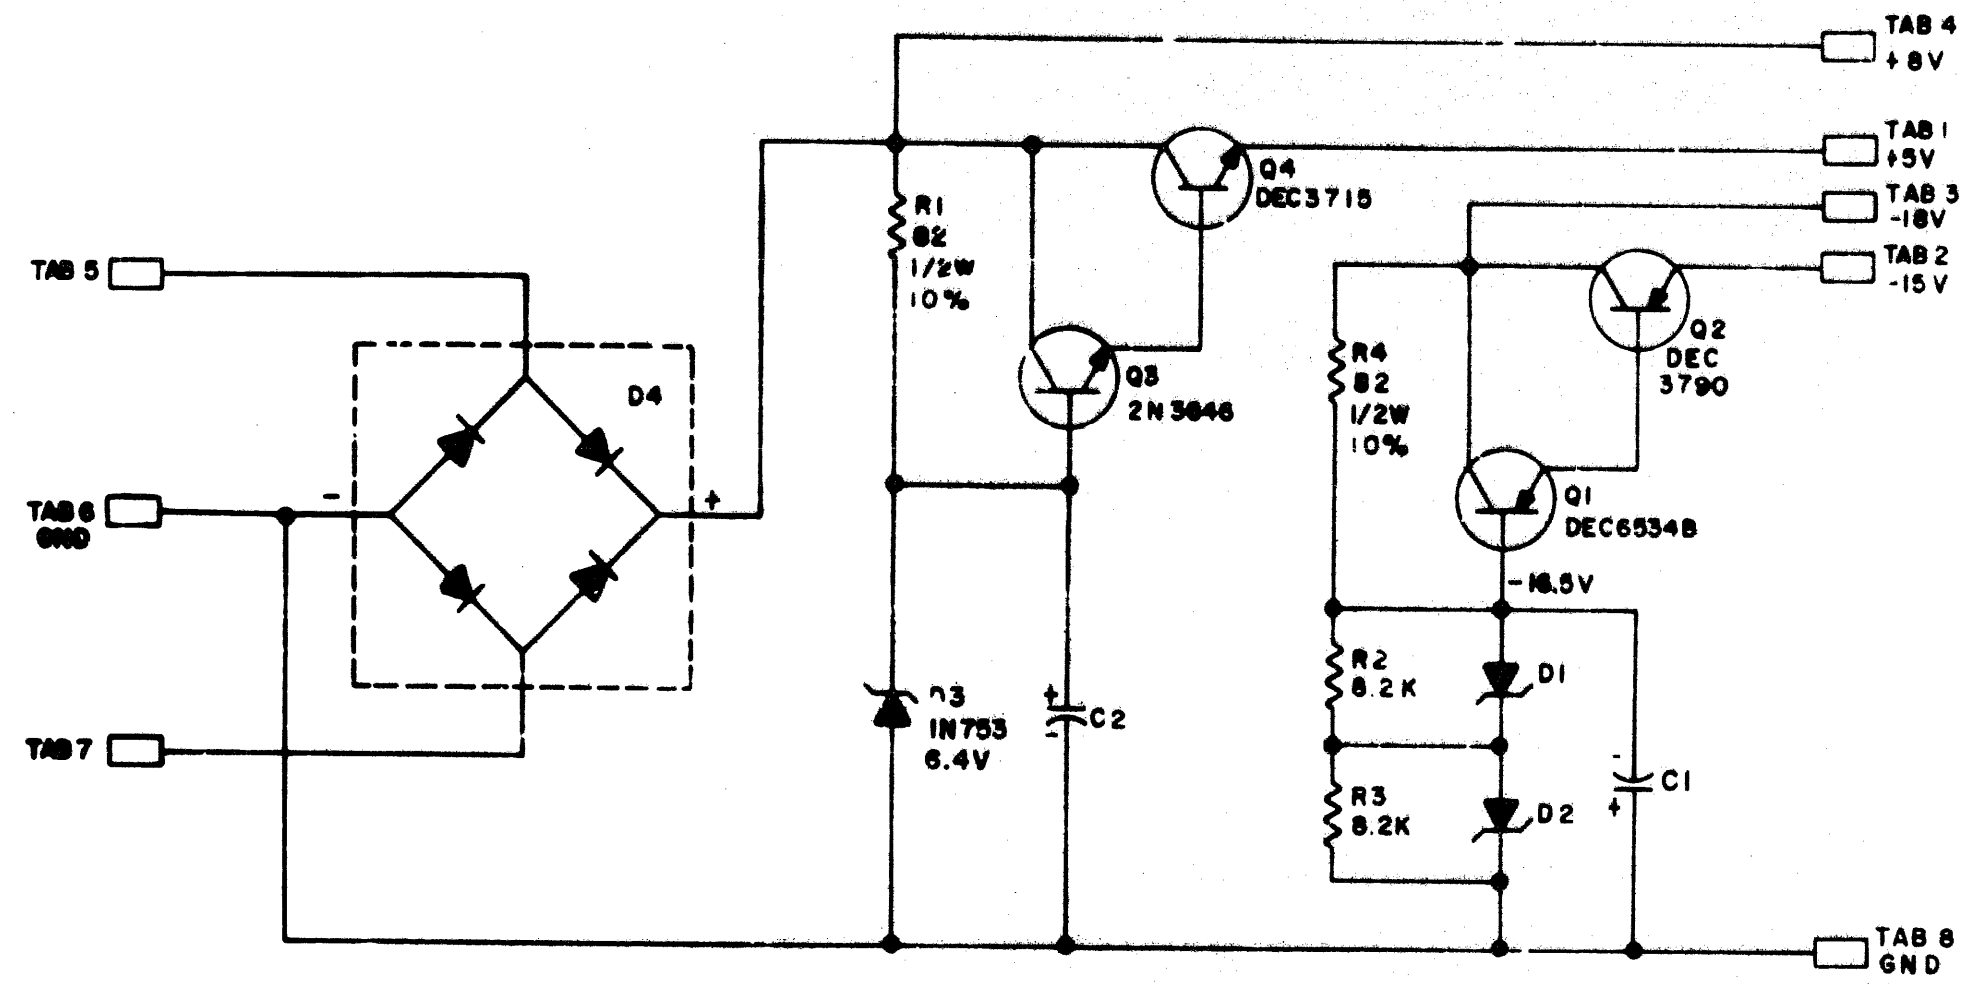 TAB 4
+8V
TAB 1
+5V
TAB 3
-18V
TAB 2
-15V
Q4
DEC3715
R1
82
1/2W
10%
TAB 5
D4
Q3
2N3646
Q2
DEC
3790
R4
82
1/2W
10%
TAB 6
GND
-
+
Q1
DEC6534B
-16.5V
R2
8.2K
D1
D3
1N753
6.4V
+
C2
-
TAB 7
R3
8.2K
D2
-
C1
+
TAB 8
GND